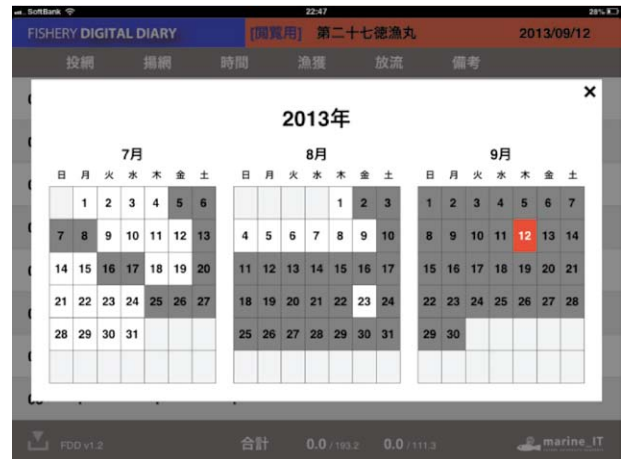 SoftBank 22:47 28%
FISHERY DIGITAL DIARY [閲覧用] 第二十七徳漁丸 2013/09/12
投網 揚網 時間 漁獲 放流 備考
×
2013年
7月 8月 9月
日 月 火 水 木 金 土 日 月 火 水 木 金 土 日 月 火 水 木 金 土
1 2 3 4 5 6 1 2 3 1 2 3 4 5 6 7
7 8 9 10 11 12 13 4 5 6 7 8 9 10 8 9 10 11 12 13 14
14 15 16 17 18 19 20 11 12 13 14 15 16 17 15 16 17 18 19 20 21
21 22 23 24 25 26 27 18 19 20 21 22 23 24 22 23 24 25 26 27 28
28 29 30 31 25 26 27 28 29 30 31 29 30
FDD v1.2 合計 0.0 / 193.2 0.0 / 111.3 marine_IT